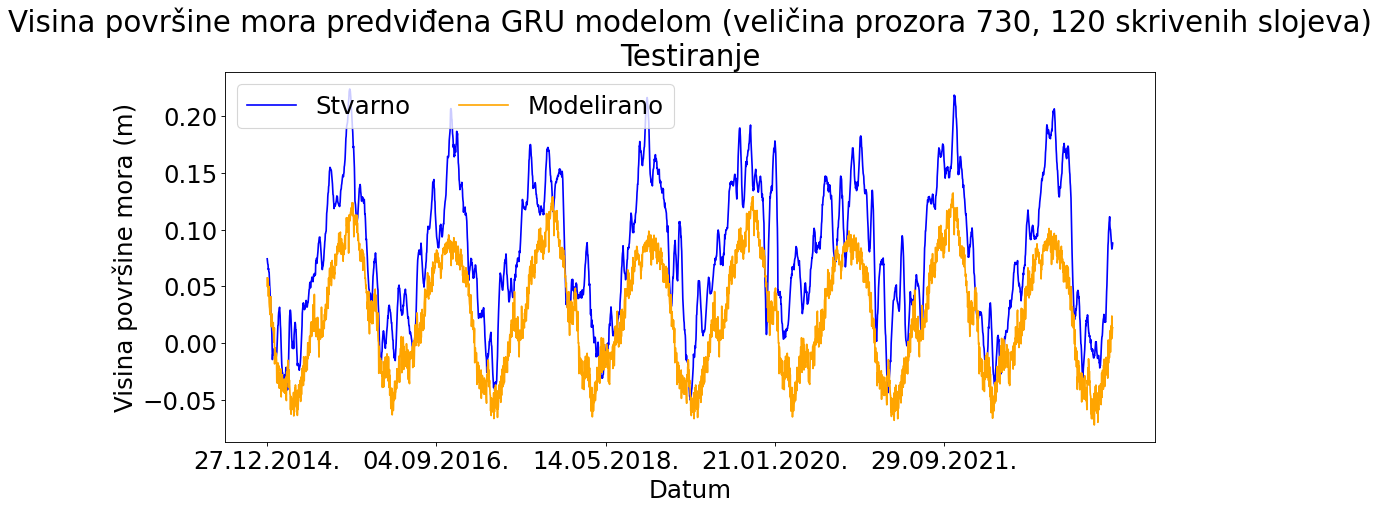 Visina površine mora predviđena GRU modelom (veličina prozora 730, 120 skrivenih slojeva)
Testiranje
Stvarno
Modelirano
Visina površine mora (m)
0.20
0.15
0.10
0.05
0.00
−0.05
27.12.2014.
04.09.2016.
14.05.2018.
21.01.2020.
29.09.2021.
Datum